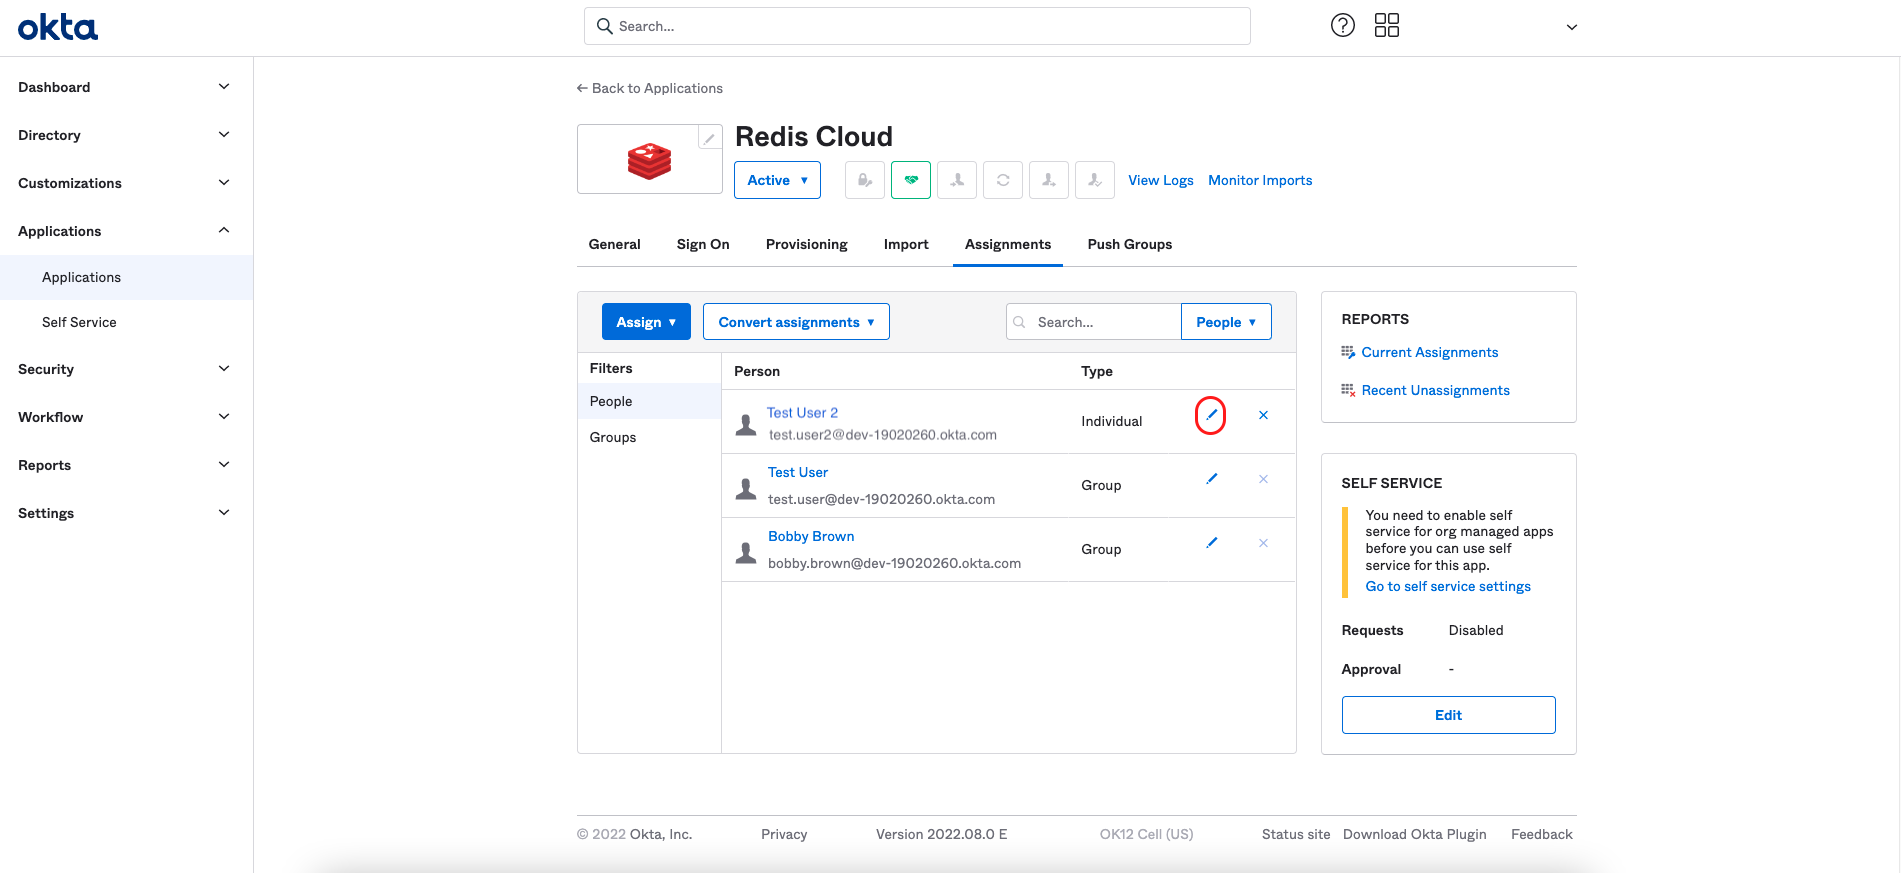 okta
Search...
Dashboard
Directory
Customizations
Applications
Applications
Self Service
Security
Workflow
Reports
Settings
← Back to Applications
Redis Cloud
Active ▼
View Logs Monitor Imports
General Sign On Provisioning Import Assignments Push Groups
Assign ▼ Convert assignments ▼ Search... People ▼
Filters
People
Groups
Person Type
Test User 2
test.user2@dev-19020260.okta.com
Individual
Test User
test.user@dev-19020260.okta.com
Group
Bobby Brown
bobby.brown@dev-19020260.okta.com
Group
REPORTS
Current Assignments
Recent Unassignments
SELF SERVICE
You need to enable self
service for org managed apps
before you can use self
service for this app.
Go to self service settings
Requests Disabled
Approval -
Edit
© 2022 Okta, Inc. Privacy Version 2022.08.0 E OK12 Cell (US) Status site Download Okta Plugin Feedback